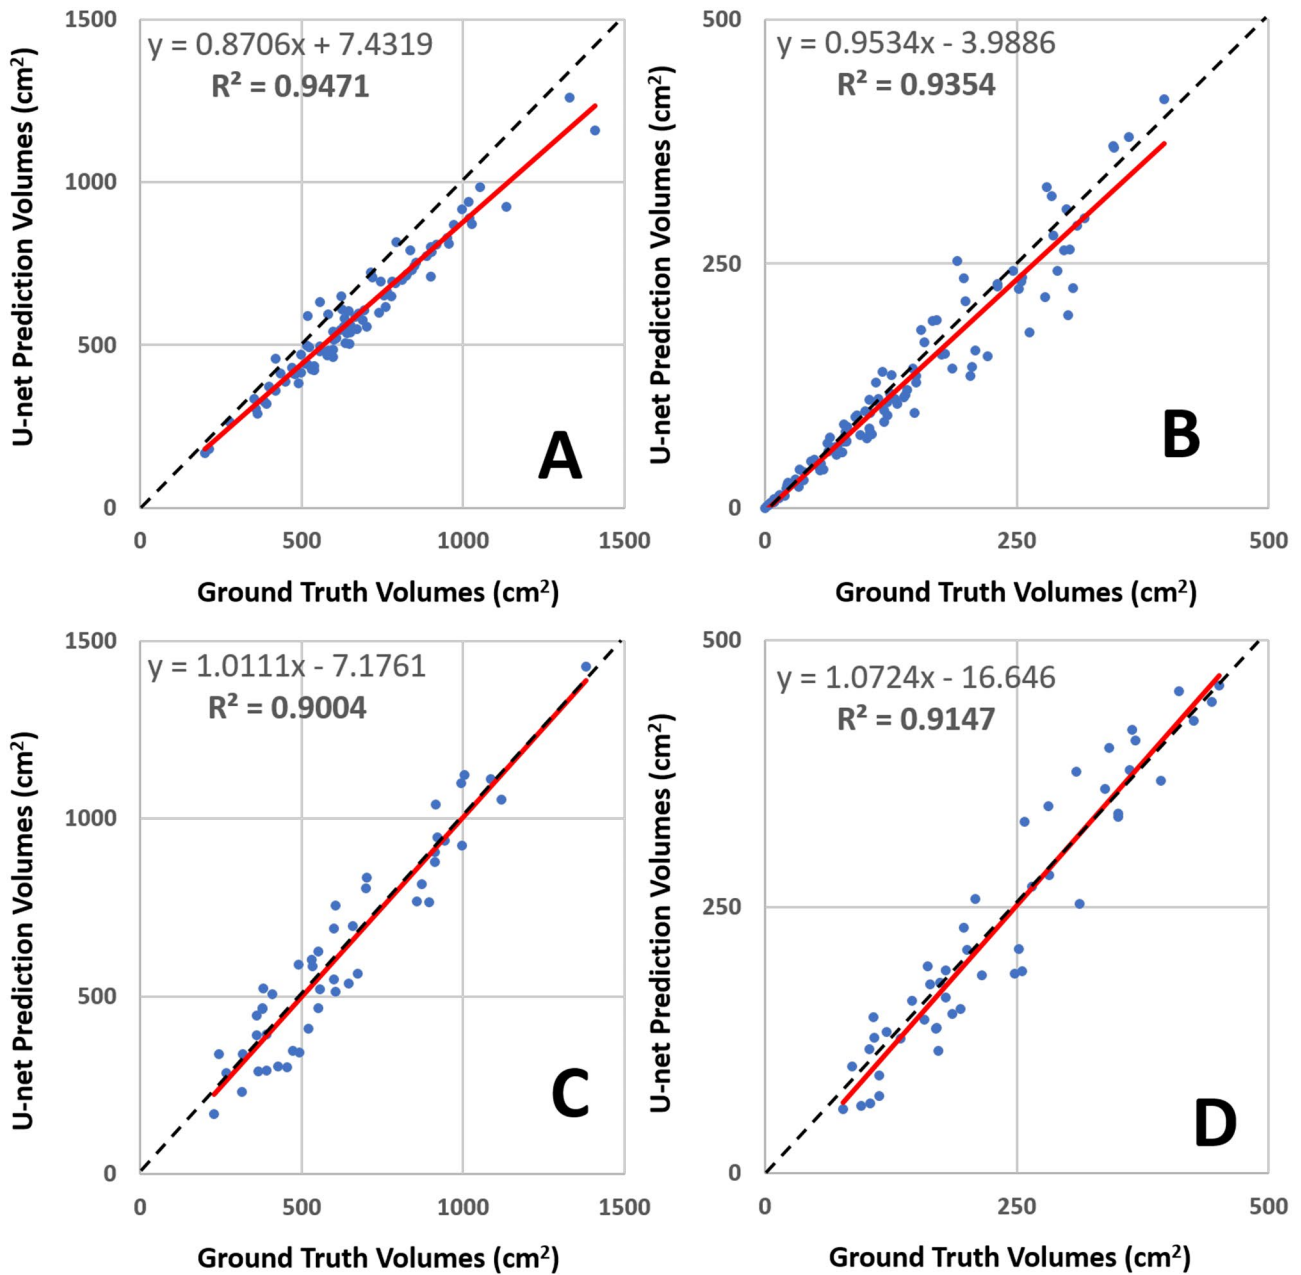 U-net Prediction Volumes (cm²)
1500
1000
500
0
y = 0.8706x + 7.4319
R² = 0.9471
A
0 500 1000 1500
Ground Truth Volumes (cm²)
U-net Prediction Volumes (cm²)
500
250
0
y = 0.9534x - 3.9886
R² = 0.9354
B
0 250 500
Ground Truth Volumes (cm²)
U-net Prediction Volumes (cm²)
1500
1000
500
0
y = 1.0111x - 7.1761
R² = 0.9004
C
0 500 1000 1500
Ground Truth Volumes (cm²)
U-net Prediction Volumes (cm²)
500
250
0
y = 1.0724x - 16.646
R² = 0.9147
D
0 250 500
Ground Truth Volumes (cm²)